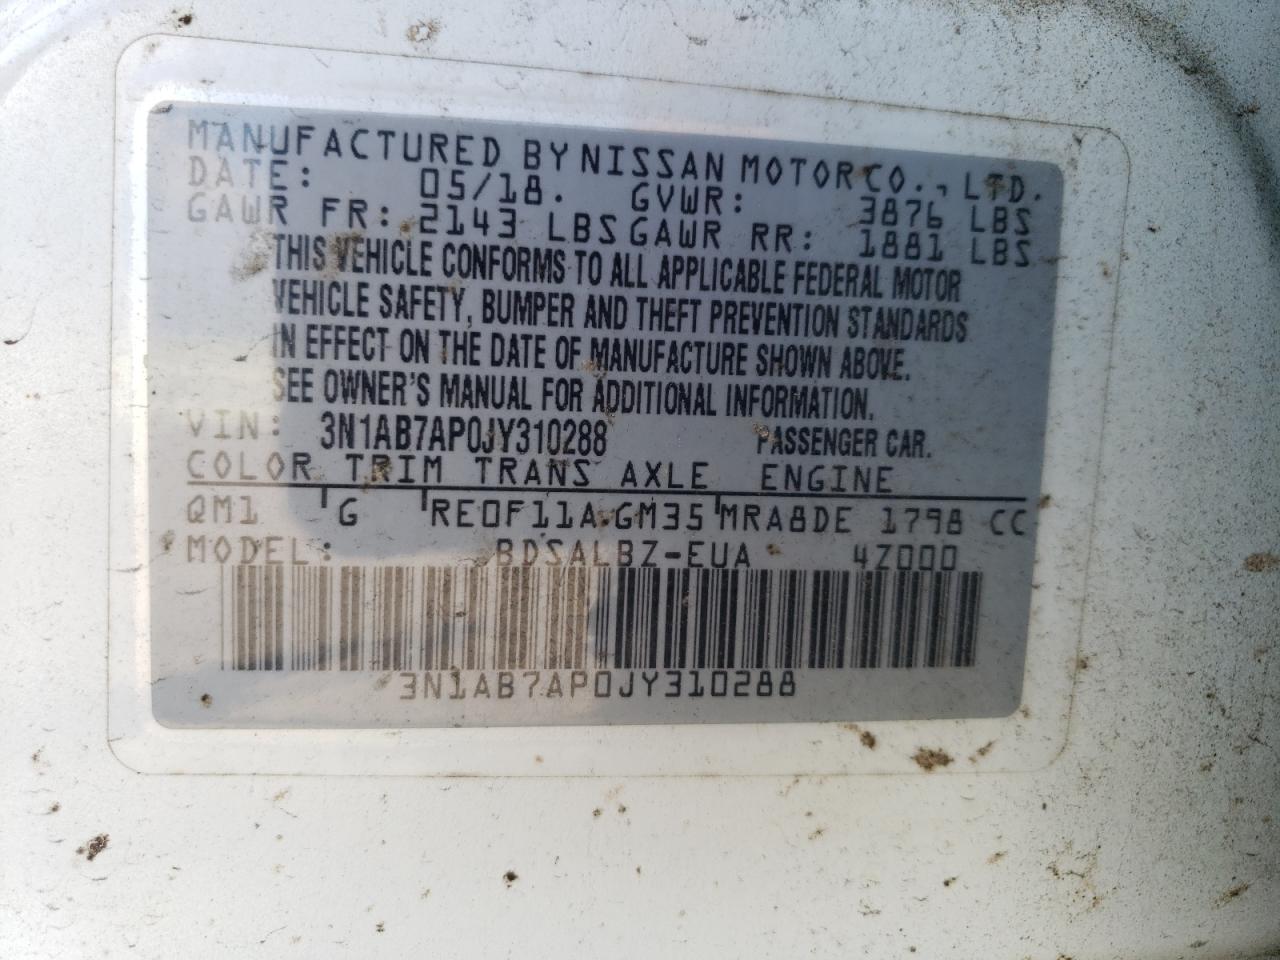 MANUFACTURED BY NISSAN MOTOR CO., LTD.
DATE: 05/18. GVWR: 3876 LBS
GAWR FR: 2143 LBS GAWR RR: 1881 LBS
THIS VEHICLE CONFORMS TO ALL APPLICABLE FEDERAL MOTOR
VEHICLE SAFETY, BUMPER AND THEFT PREVENTION STANDARDS
IN EFFECT ON THE DATE OF MANUFACTURE SHOWN ABOVE.
SEE OWNER'S MANUAL FOR ADDITIONAL INFORMATION.
VIN: 3N1AB7AP0JY310288 PASSENGER CAR.
COLOR TRIM TRANS AXLE ENGINE
QM1 G RE0F11A GM35 MRA8DE 1798 CC
MODEL: BDSALBZ-EUA 4Z000
3N1AB7AP0JY310288